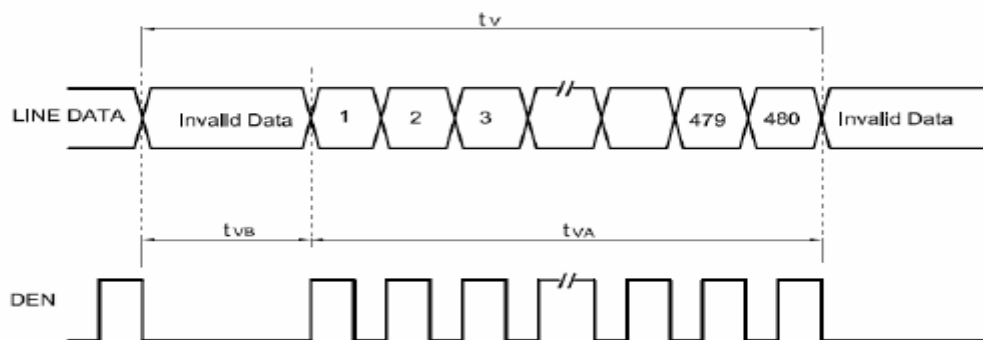 tv
LINE DATA
Invalid Data 1 2 3 // 479 480 Invalid Data
tVB tVA
DEN //